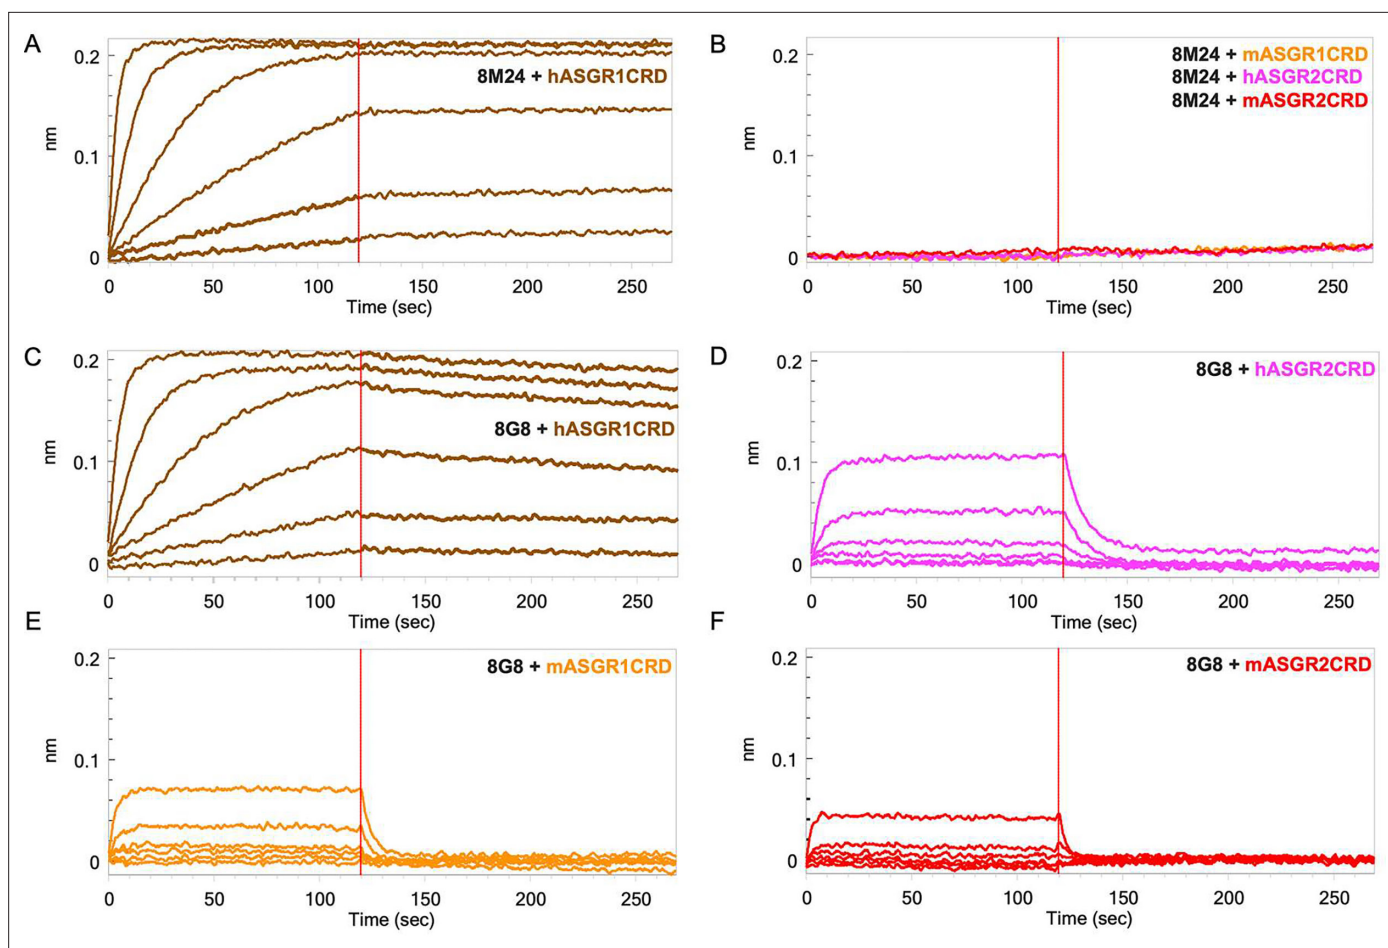 A
0.2
0.1
0
nm
8M24 + hASGR1CRD
0 50 100 150 200 250
Time (sec)
B
0.2
0.1
0
nm
8M24 + mASGR1CRD
8M24 + hASGR2CRD
8M24 + mASGR2CRD
0 50 100 150 200 250
Time (sec)
C
0.2
0.1
0
nm
8G8 + hASGR1CRD
0 50 100 150 200 250
Time (sec)
D
0.2
0.1
0
nm
8G8 + hASGR2CRD
0 50 100 150 200 250
Time (sec)
E
0.2
0.1
0
nm
8G8 + mASGR1CRD
0 50 100 150 200 250
Time (sec)
F
0.2
0.1
0
nm
8G8 + mASGR2CRD
0 50 100 150 200 250
Time (sec)